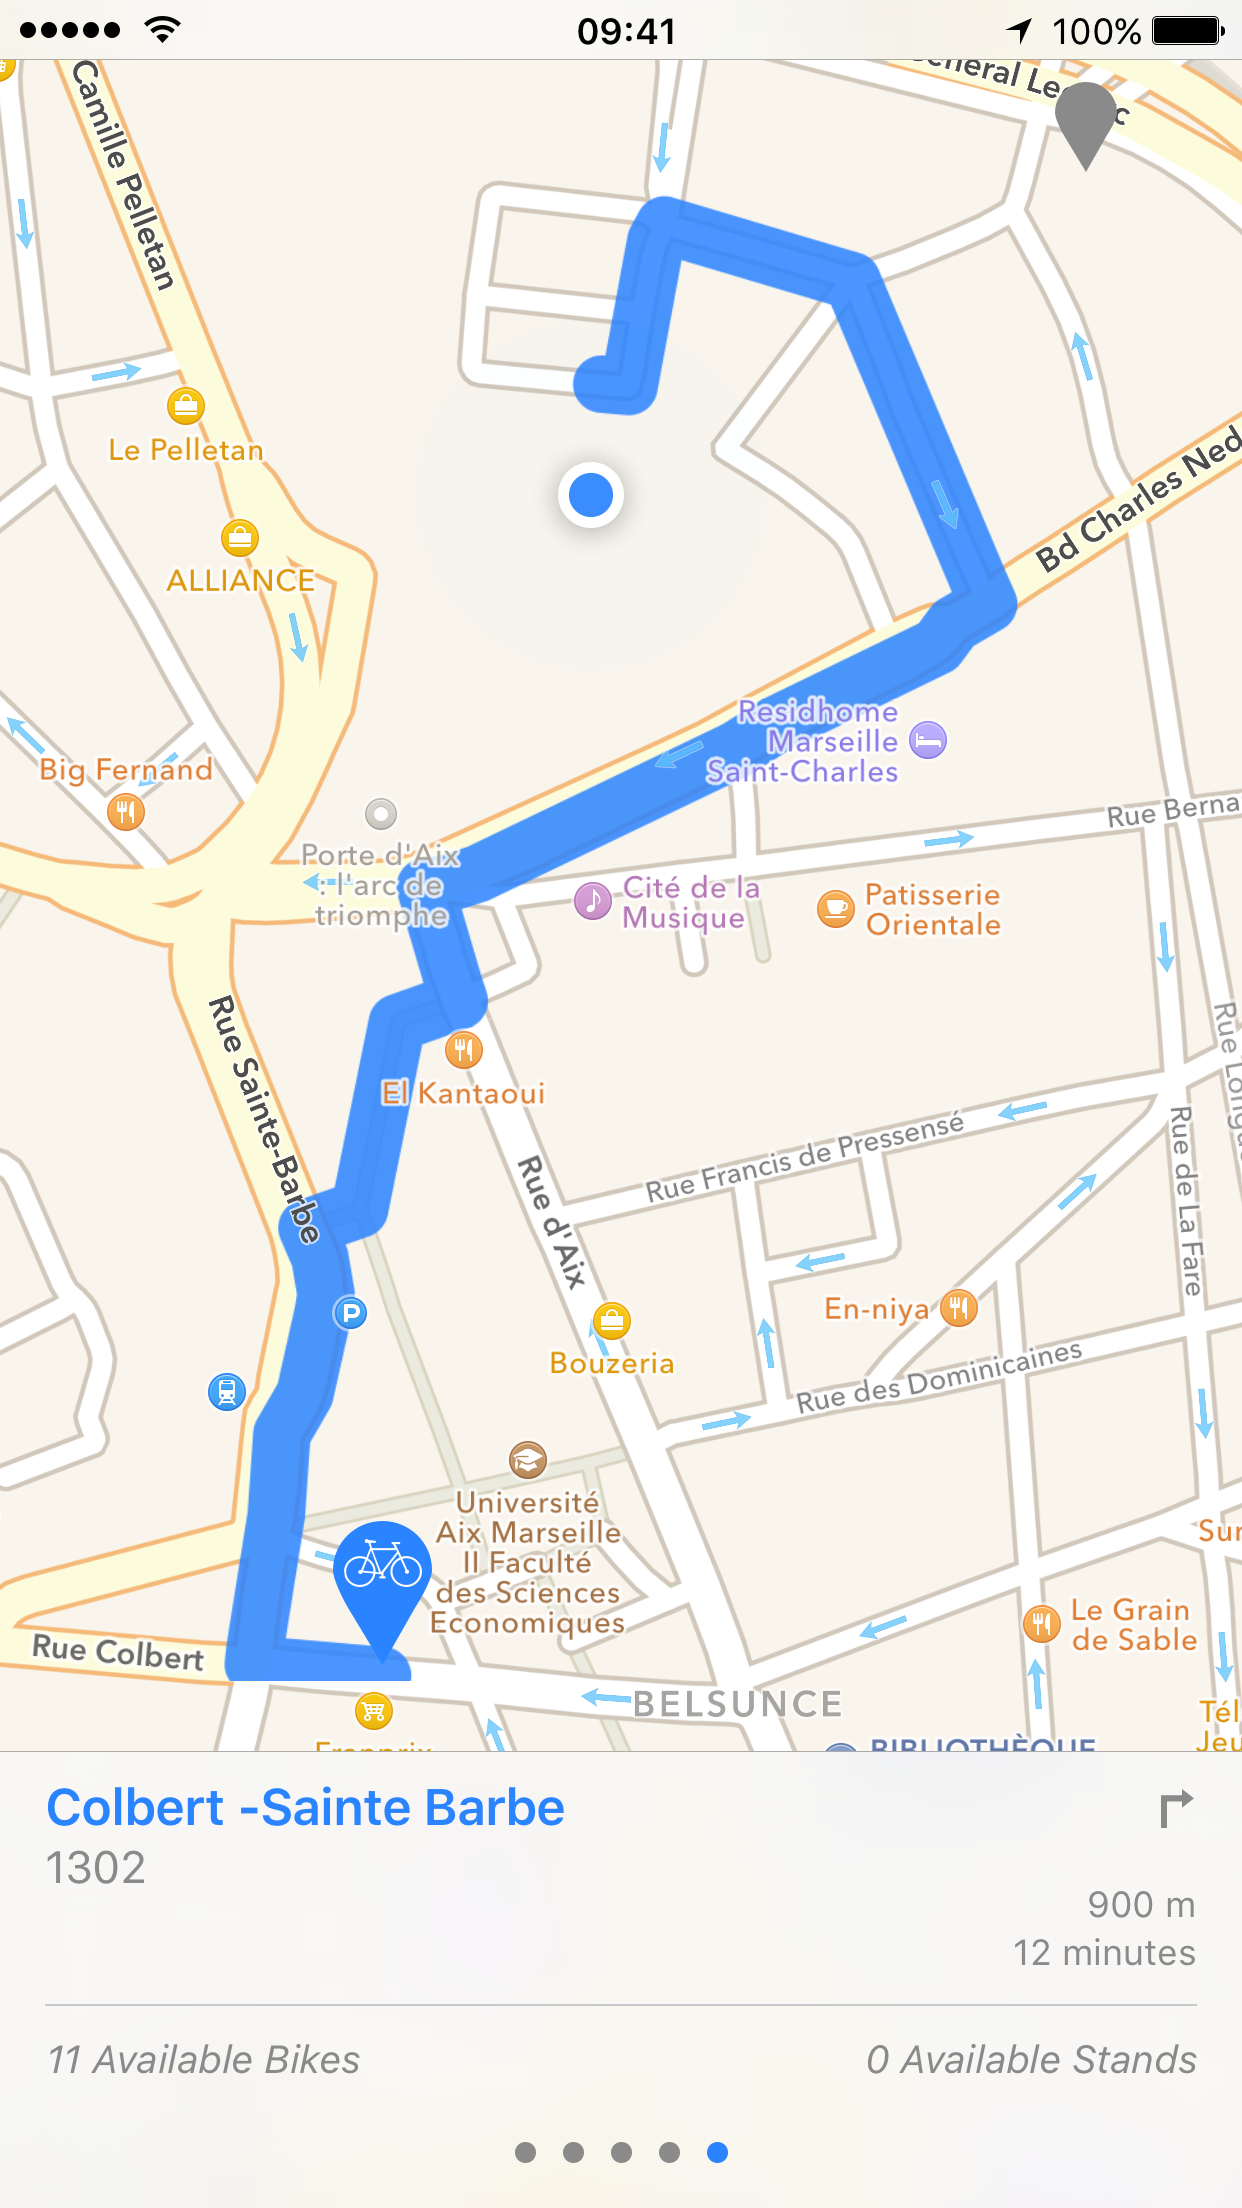 09:41
100%
Camille Pelletan
Le Pelletan
ALLIANCE
Bd Charles Ned
Residhome
Marseille
Saint-Charles
Big Fernand
Porte d'Aix
: l'arc de
triomphe
Rue Berna
Cité de la
Musique
Patisserie
Orientale
Rue Sainte-Barbe
El Kantaoui
Rue d'Aix
Rue Francis de Pressensé
Rue de La Fare
P
En-niya
Bouzeria
Rue des Dominicaines
Université
Aix Marseille
II Faculté
des Sciences
Economiques
Sur
Le Grain
de Sable
Rue Colbert
BELSUNCE
Tél
Jeu
BIBLIOTHÈQUE
Colbert -Sainte Barbe
1302
900 m
12 minutes
11 Available Bikes
0 Available Stands